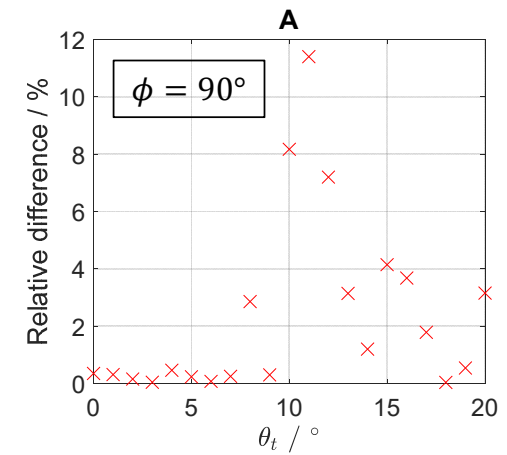 A
ϕ = 90°
Relative difference / %
12
10
8
6
4
2
0
0 5 10 15 20
θt / °